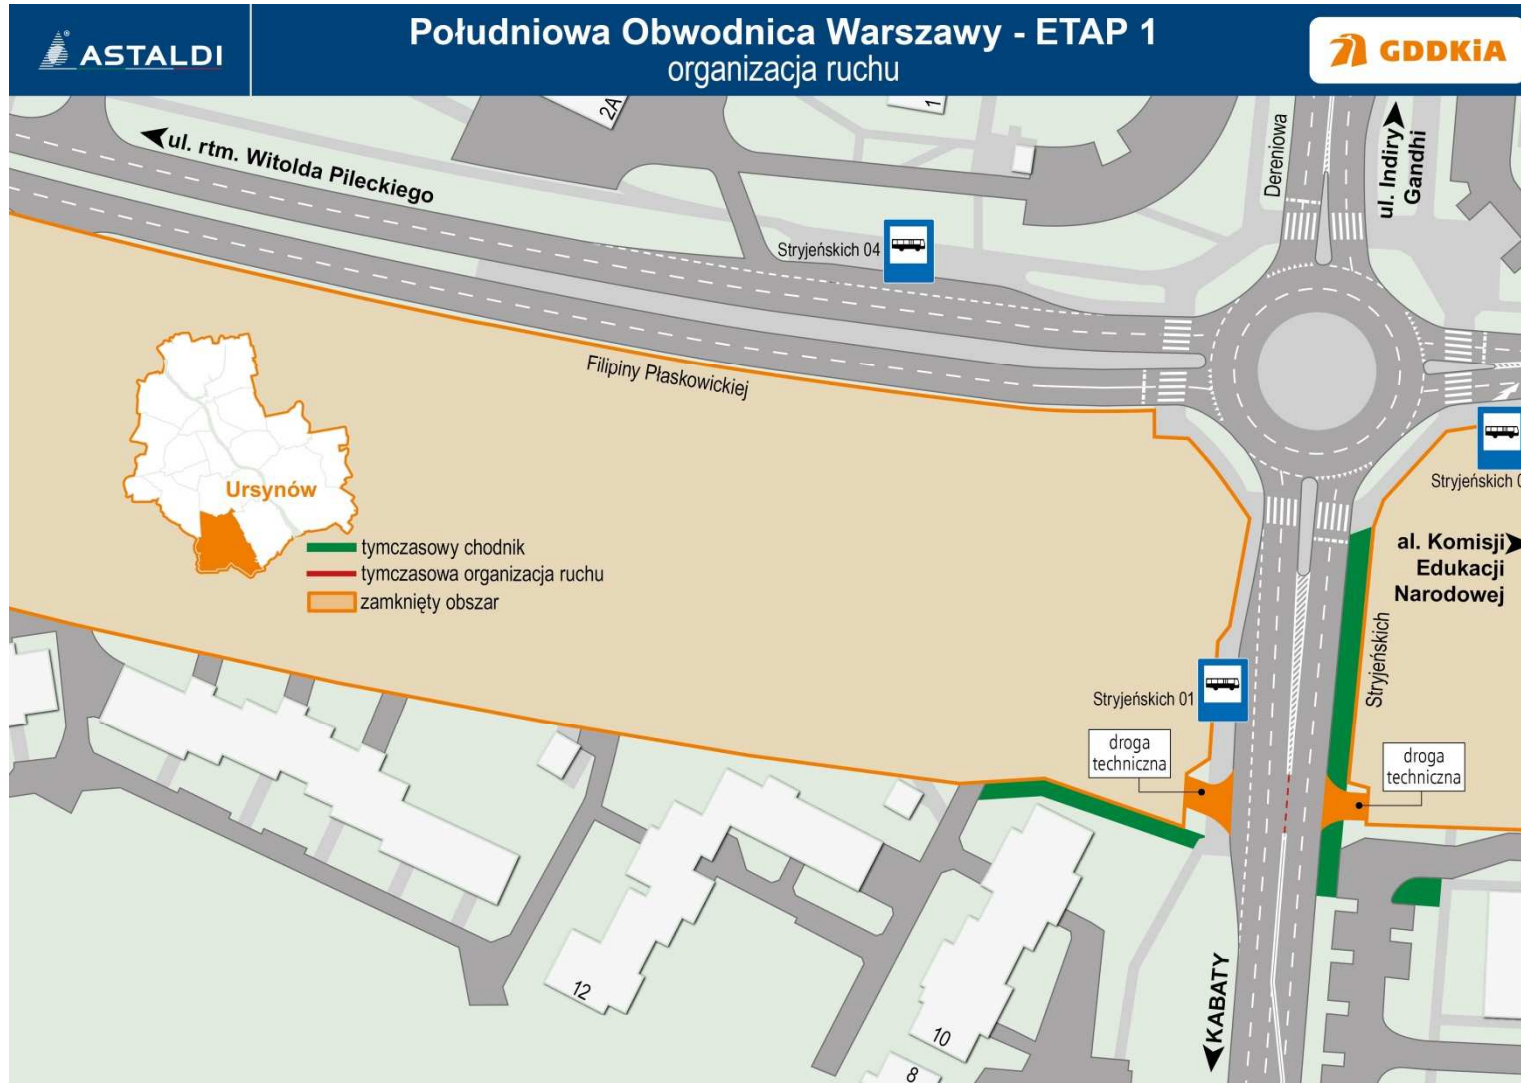 ASTALDI
Południowa Obwodnica Warszawy - ETAP 1
organizacja ruchu
GDDKiA
2A
1
ul. rtm. Witolda Pileckiego
Dereniowa
ul. Indiry
Gandhi
Stryjeńskich 04
Filipiny Płaskowickiej
Ursynów
tymczasowy chodnik
tymczasowa organizacja ruchu
zamknięty obszar
Stryjeńskich
al. Komisji
Edukacji
Narodowej
Stryjeńskich
Stryjeńskich 01
droga
techniczna
droga
techniczna
KABATY
12
10
8